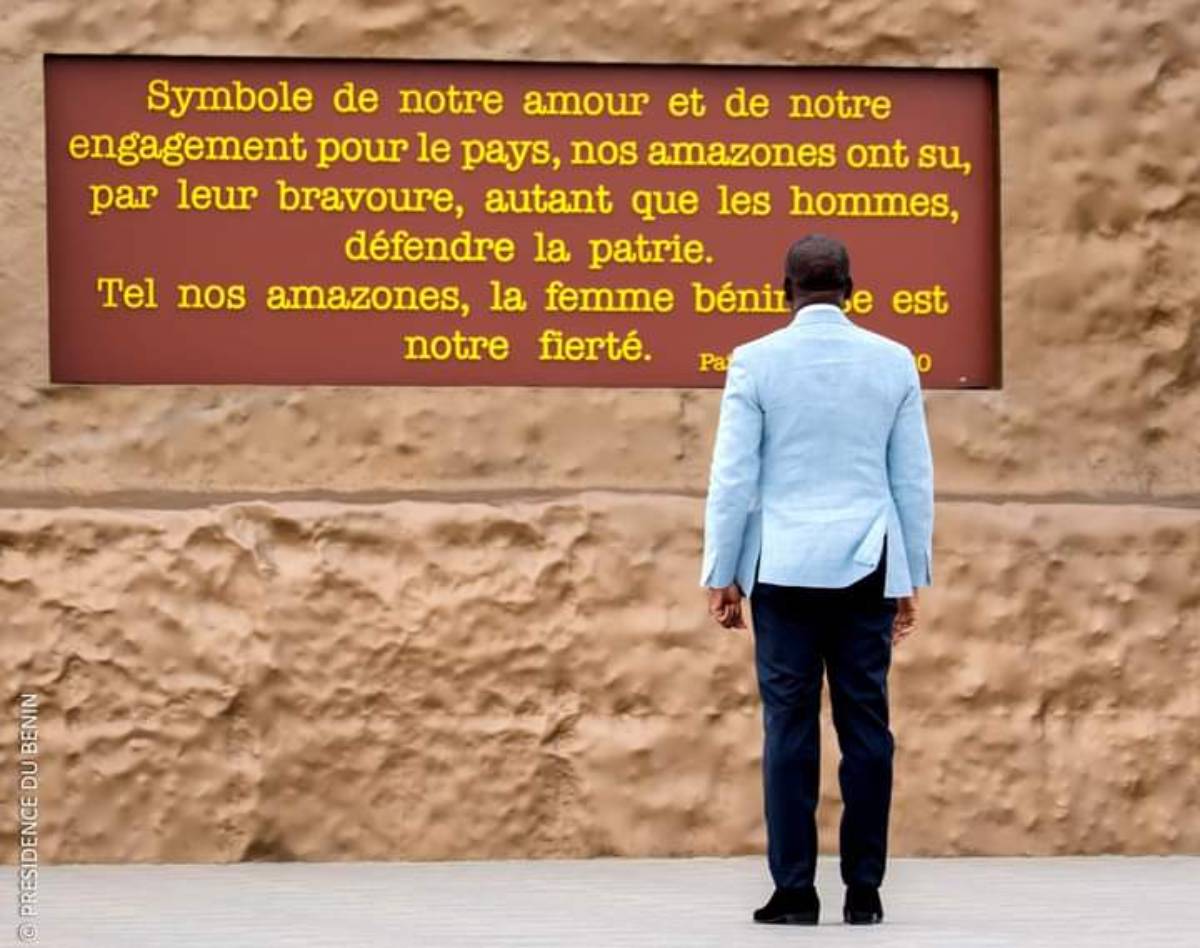 Symbole de notre amour et de notre
engagement pour le pays, nos amazones ont su,
par leur bravoure, autant que les hommes,
défendre la patrie.
Tel nos amazones, la femme est
notre fierté.
© PRESIDENCE DU BENIN